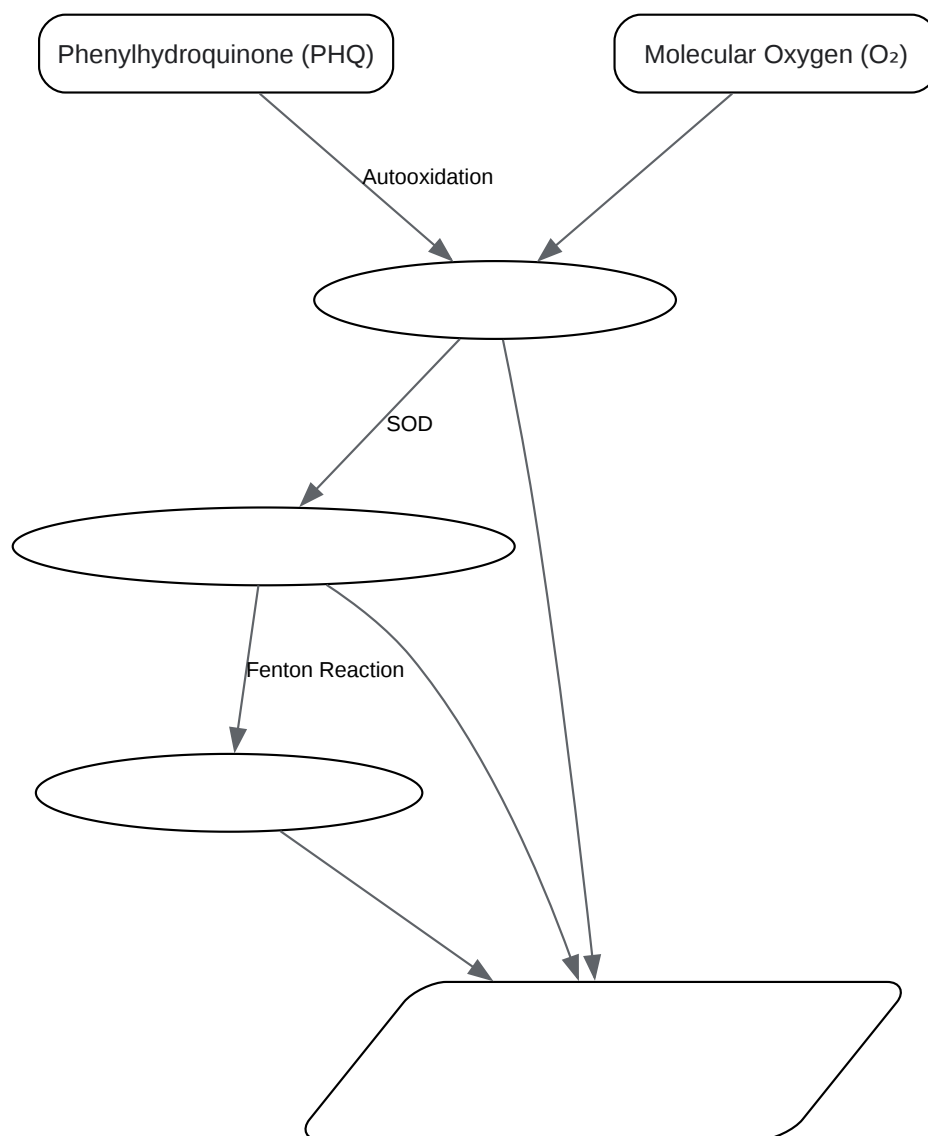 Phenylhydroquinone (PHQ)
Molecular Oxygen (O₂)
Autooxidation
SOD
Fenton Reaction